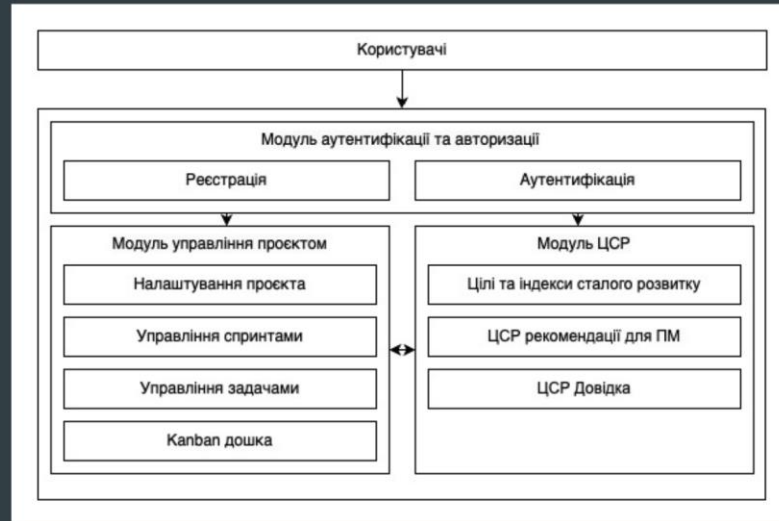 Користувачі
Модуль аутентифікації та авторизації
Реєстрація
Аутентифікація
Модуль управління проєктом
Налаштування проєкта
Управління спринтами
Управління задачами
Kanban дошка
Модуль ЦСР
Цілі та індекси сталого розвитку
ЦСР рекомендації для ПМ
ЦСР Довідка